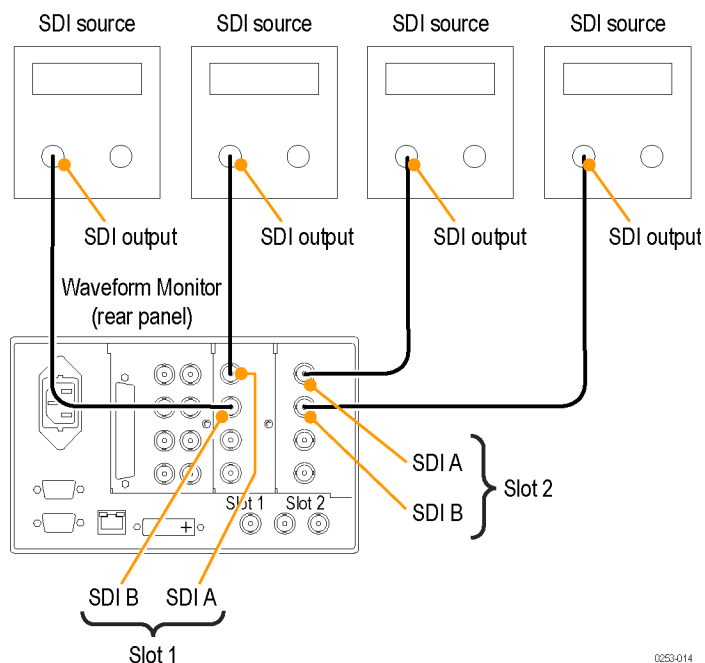 SDI source
SDI source
SDI source
SDI source
SDI output
SDI output
SDI output
SDI output
Waveform Monitor
(rear panel)
SDI A
SDI B
Slot 2
Slot 1
Slot 2
SDI B
SDI A
Slot 1
0253-014